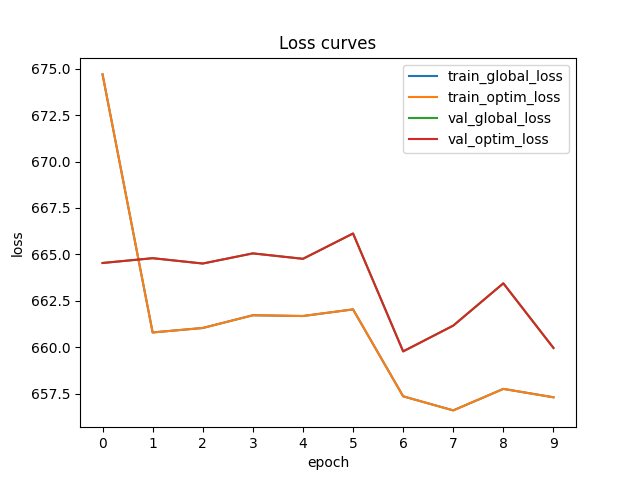 Loss curves
train_global_loss
train_optim_loss
val_global_loss
val_optim_loss
675.0
672.5
670.0
667.5
665.0
662.5
660.0
657.5
loss
0 1 2 3 4 5 6 7 8 9
epoch